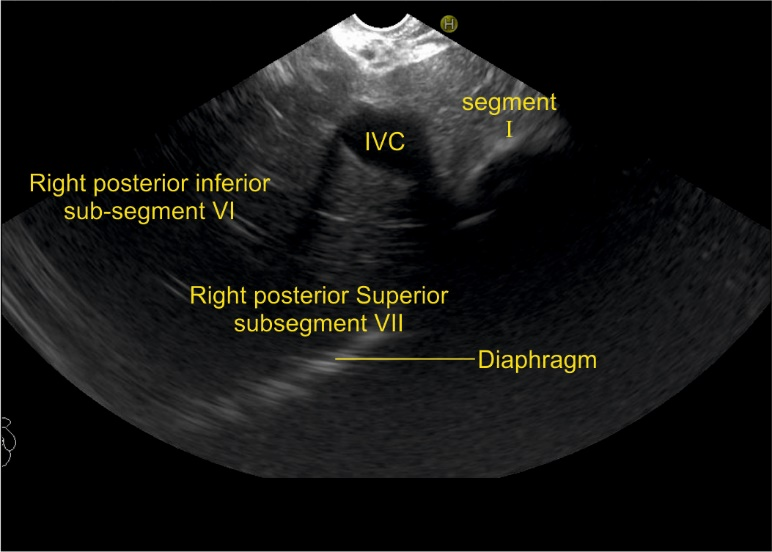 H
segment
I
IVC
Right posterior inferior
sub-segment VI
Right posterior Superior
subsegment VII
Diaphragm